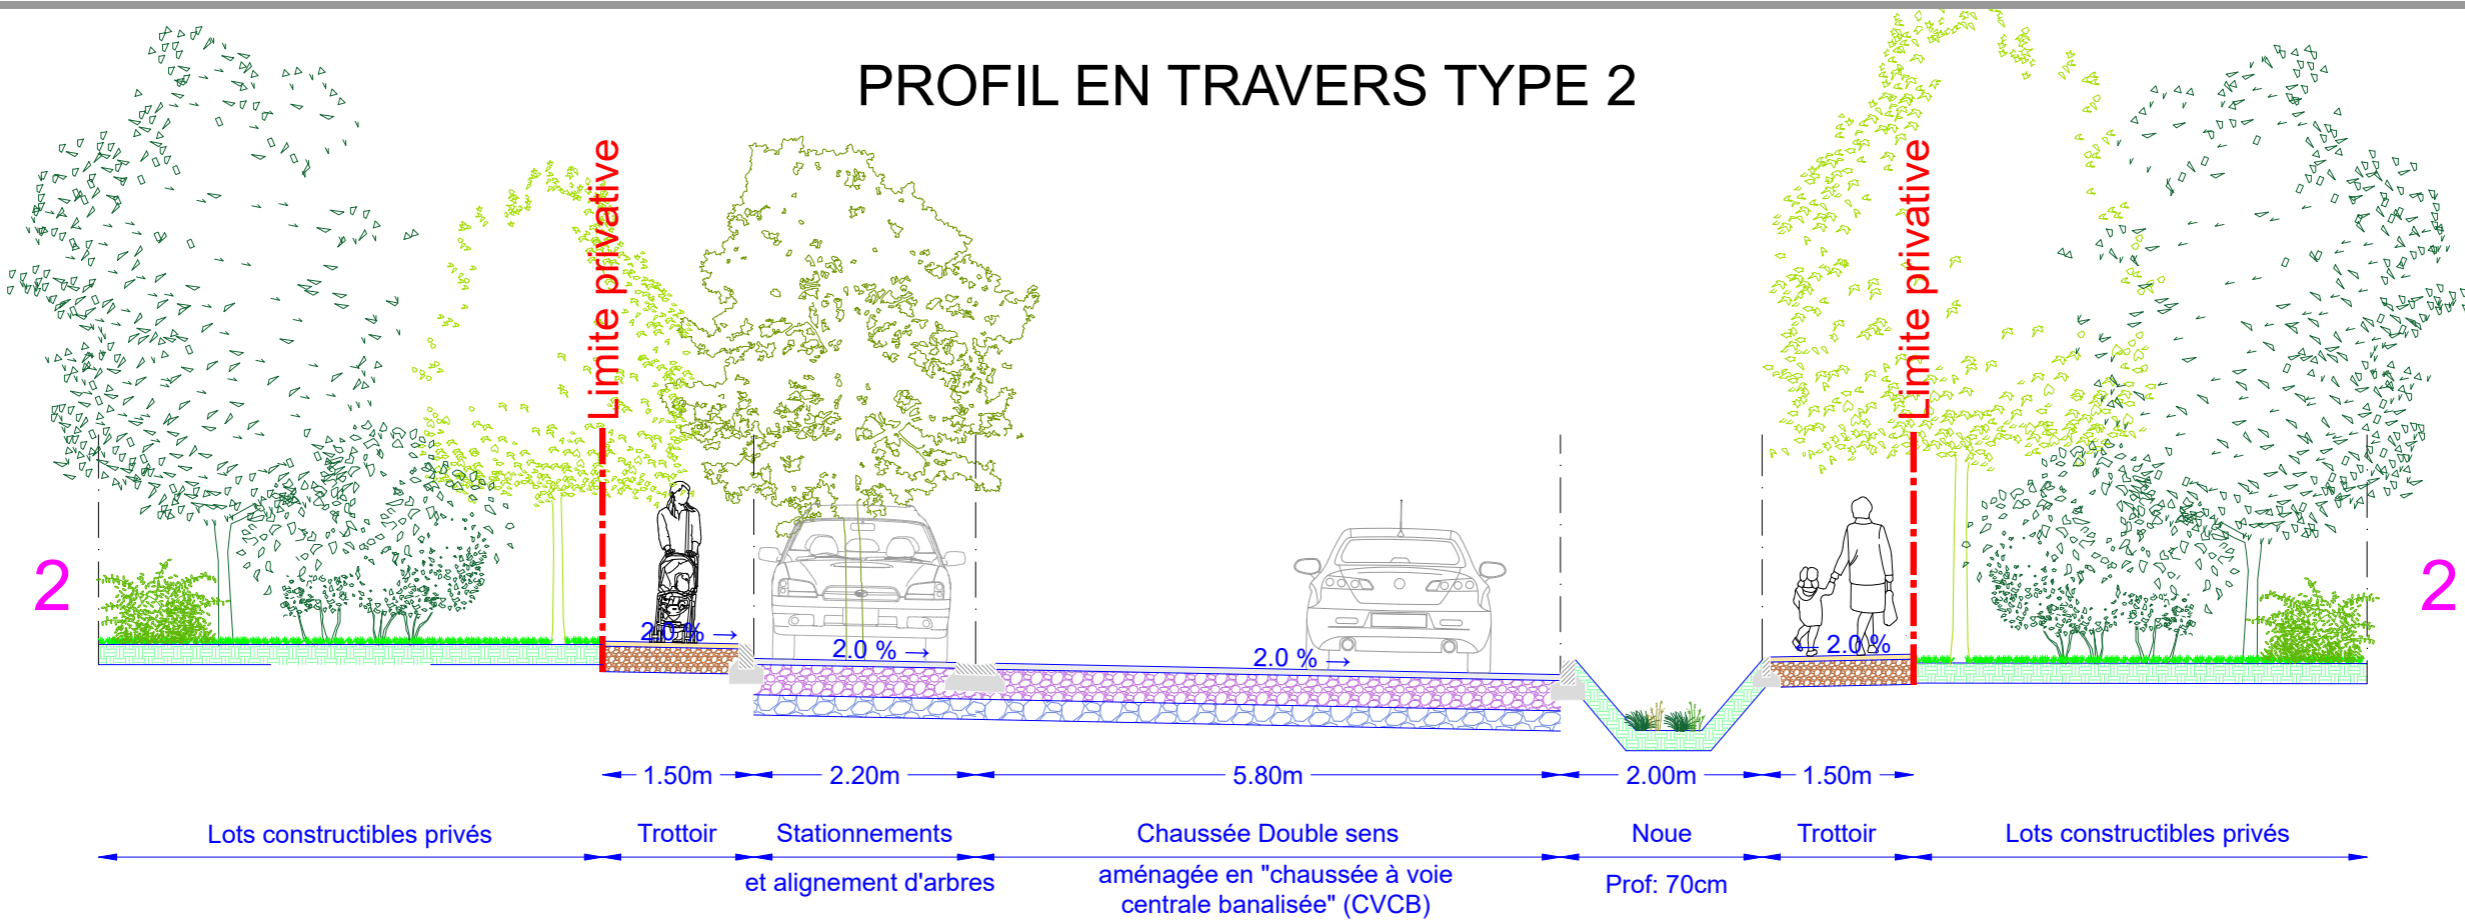 PROFIL EN TRAVERS TYPE 2
Limite privative
Limite privative
2
2
2.0 % →
2.0 % →
2.0 % →
2.0 %
1.50m
2.20m
5.80m
2.00m
1.50m
Lots constructibles privés
Trottoir
Stationnements
Chaussée Double sens
Noue
Trottoir
Lots constructibles privés
et alignement d'arbres
aménagée en "chaussée à voie
centrale banalisée" (CVCB)
Prof: 70cm